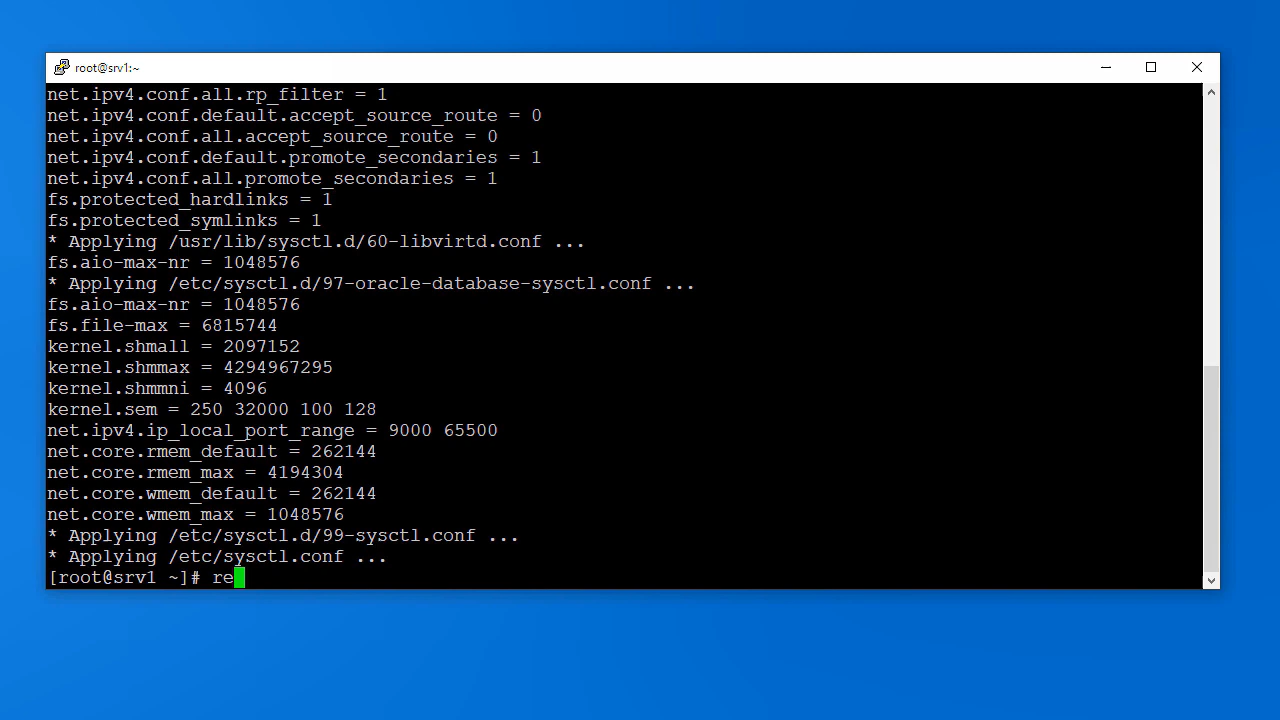 root@srv1:~
net.ipv4.conf.all.rp_filter = 1
net.ipv4.conf.default.accept_source_route = 0
net.ipv4.conf.all.accept_source_route = 0
net.ipv4.conf.default.promote_secondaries = 1
net.ipv4.conf.all.promote_secondaries = 1
fs.protected_hardlinks = 1
fs.protected_symlinks = 1
* Applying /usr/lib/sysctl.d/60-libvirtd.conf ...
fs.aio-max-nr = 1048576
* Applying /etc/sysctl.d/97-oracle-database-sysctl.conf ...
fs.aio-max-nr = 1048576
fs.file-max = 6815744
kernel.shmall = 2097152
kernel.shmmax = 4294967295
kernel.shmmni = 4096
kernel.sem = 250 32000 100 128
net.ipv4.ip_local_port_range = 9000 65500
net.core.rmem_default = 262144
net.core.rmem_max = 4194304
net.core.wmem_default = 262144
net.core.wmem_max = 1048576
* Applying /etc/sysctl.d/99-sysctl.conf ...
* Applying /etc/sysctl.conf ...
[root@srv1 ~]# re